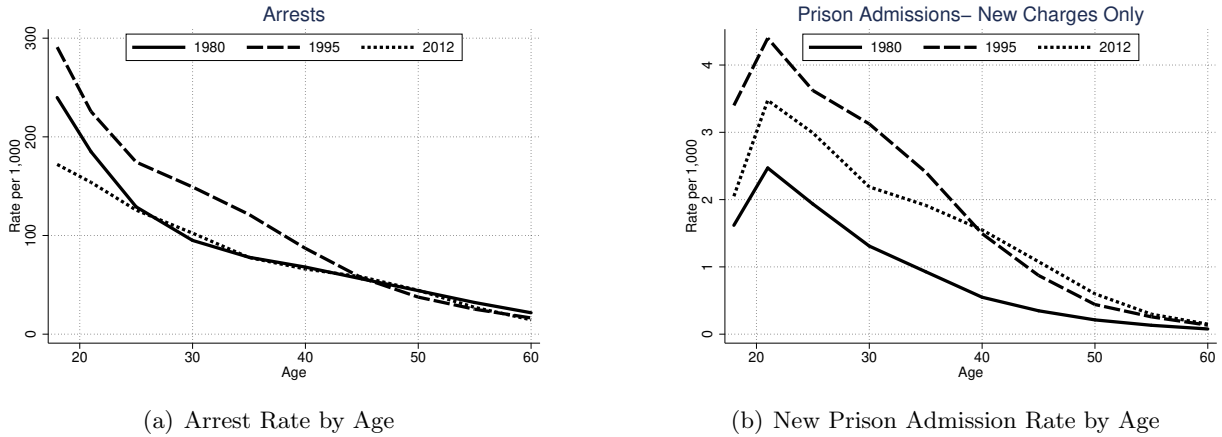 Arrests
1980 1995 2012
Rate per 1,000
0 100 200 300
20 30 40 50 60
Age
(a) Arrest Rate by Age
Prison Admissions– New Charges Only
1980 1995 2012
Rate per 1,000
0 1 2 3 4
20 30 40 50 60
Age
(b) New Prison Admission Rate by Age